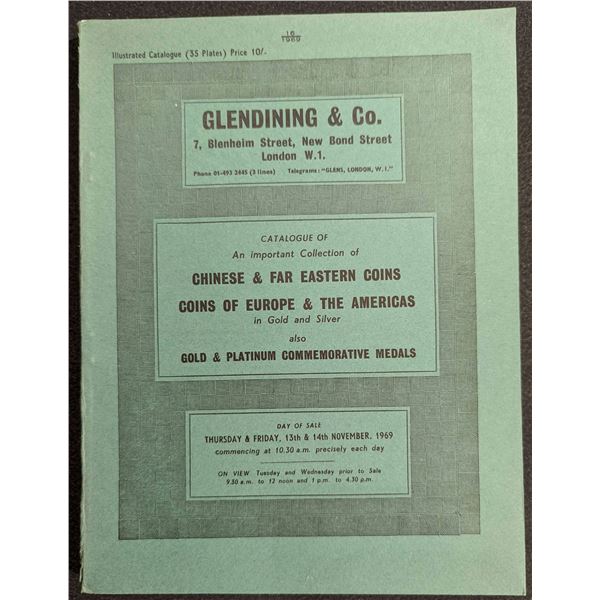 16
1969
Illustrated Catalogue (35 Plates) Price 10/-
GLENDINING & Co.
7, Blenheim Street, New Bond Street
London W.1.
Phone 01-493 2445 (3 lines) Telegrams: "GLENS, LONDON, W.1."
CATALOGUE OF
An important Collection of
CHINESE & FAR EASTERN COINS
COINS OF EUROPE & THE AMERICAS
in Gold and Silver
also
GOLD & PLATINUM COMMEMORATIVE MEDALS
DAY OF SALE
THURSDAY & FRIDAY, 13th & 14th NOVEMBER, 1969
commencing at 10.30 a.m. precisely each day
ON VIEW Tuesday and Wednesday prior to Sale
9.30 a.m. to 12 noon and 1 p.m. to 4.30 p.m.